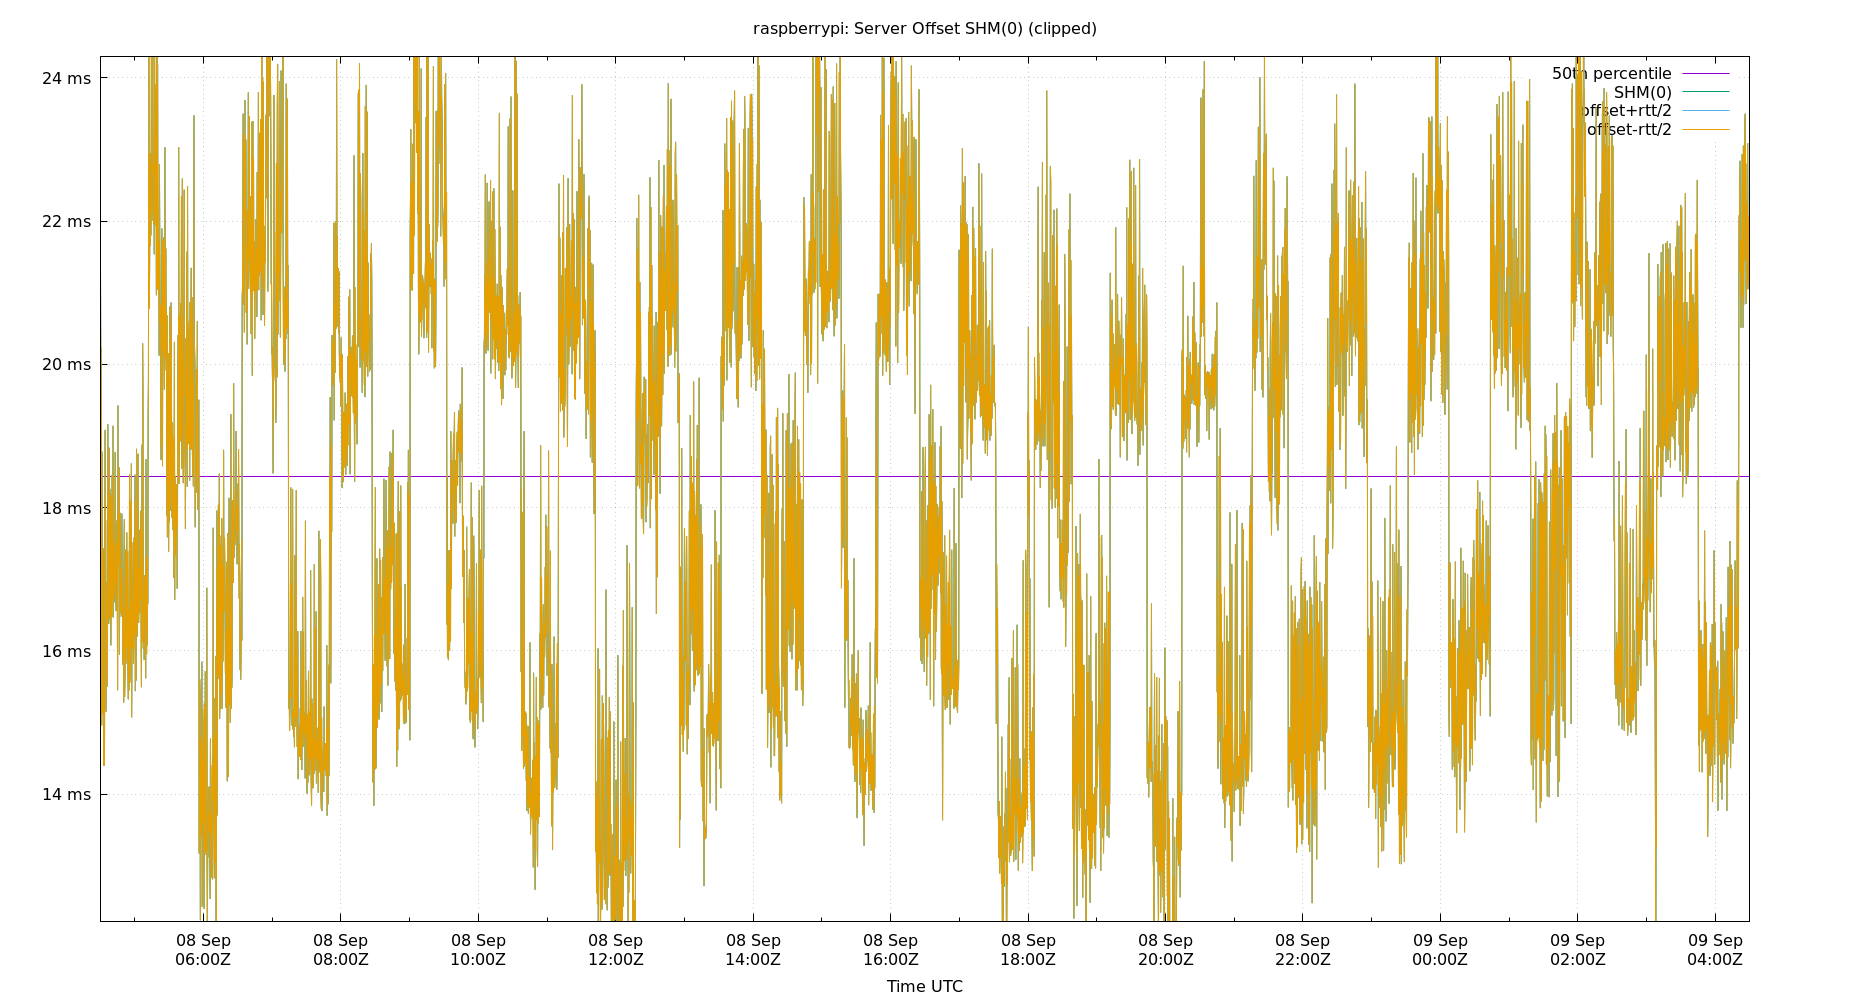 raspberrypi: Server Offset SHM(0) (clipped)
24 ms
22 ms
20 ms
18 ms
16 ms
14 ms
50th percentile
SHM(0)
offset+rtt/2
offset-rtt/2
08 Sep 08 Sep 08 Sep 08 Sep 08 Sep 08 Sep 08 Sep 08 Sep 08 Sep 09 Sep 09 Sep 09 Sep
06:00Z 08:00Z 10:00Z 12:00Z 14:00Z 16:00Z 18:00Z 20:00Z 22:00Z 00:00Z 02:00Z 04:00Z
Time UTC